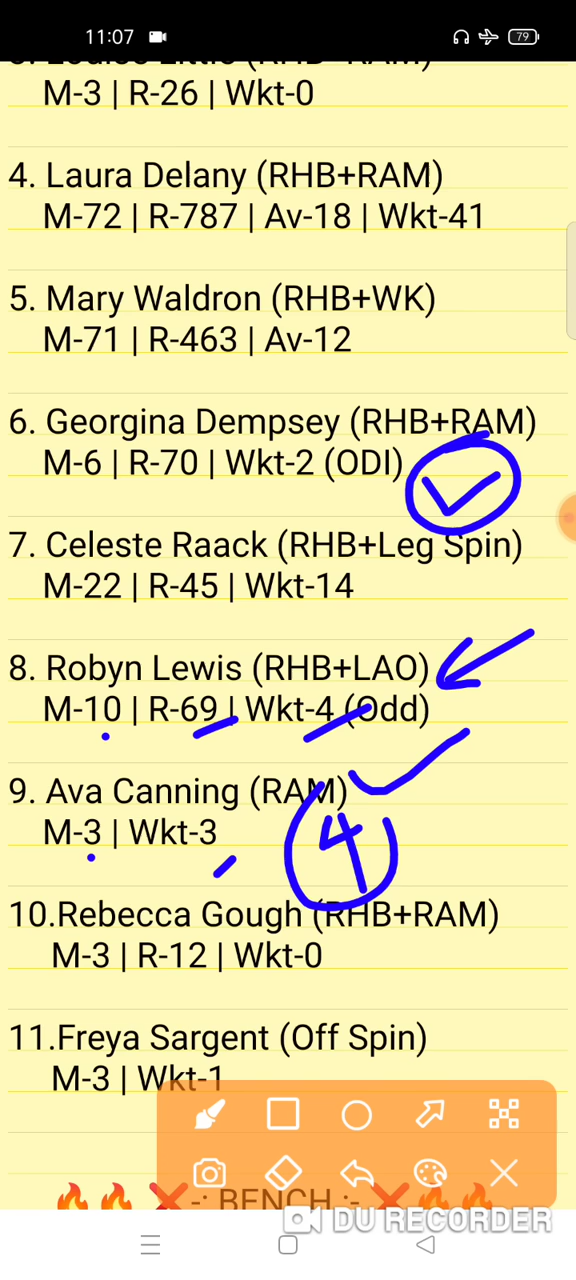 11:07
79
M-3 | R-26 | Wkt-0
4. Laura Delany (RHB+RAM)
M-72 | R-787 | Av-18 | Wkt-41
5. Mary Waldron (RHB+WK)
M-71 | R-463 | Av-12
6. Georgina Dempsey (RHB+RAM)
M-6 | R-70 | Wkt-2 (ODI)
7. Celeste Raack (RHB+Leg Spin)
M-22 | R-45 | Wkt-14
8. Robyn Lewis (RHB+LAO)
M-10 | R-69 | Wkt-4 (Odd)
9. Ava Canning (RAM)
M-3 | Wkt-3
4
10.Rebecca Gough (RHB+RAM)
M-3 | R-12 | Wkt-0
11.Freya Sargent (Off Spin)
M-3 | Wkt-1
-: BENCH :-
DU RECORDER